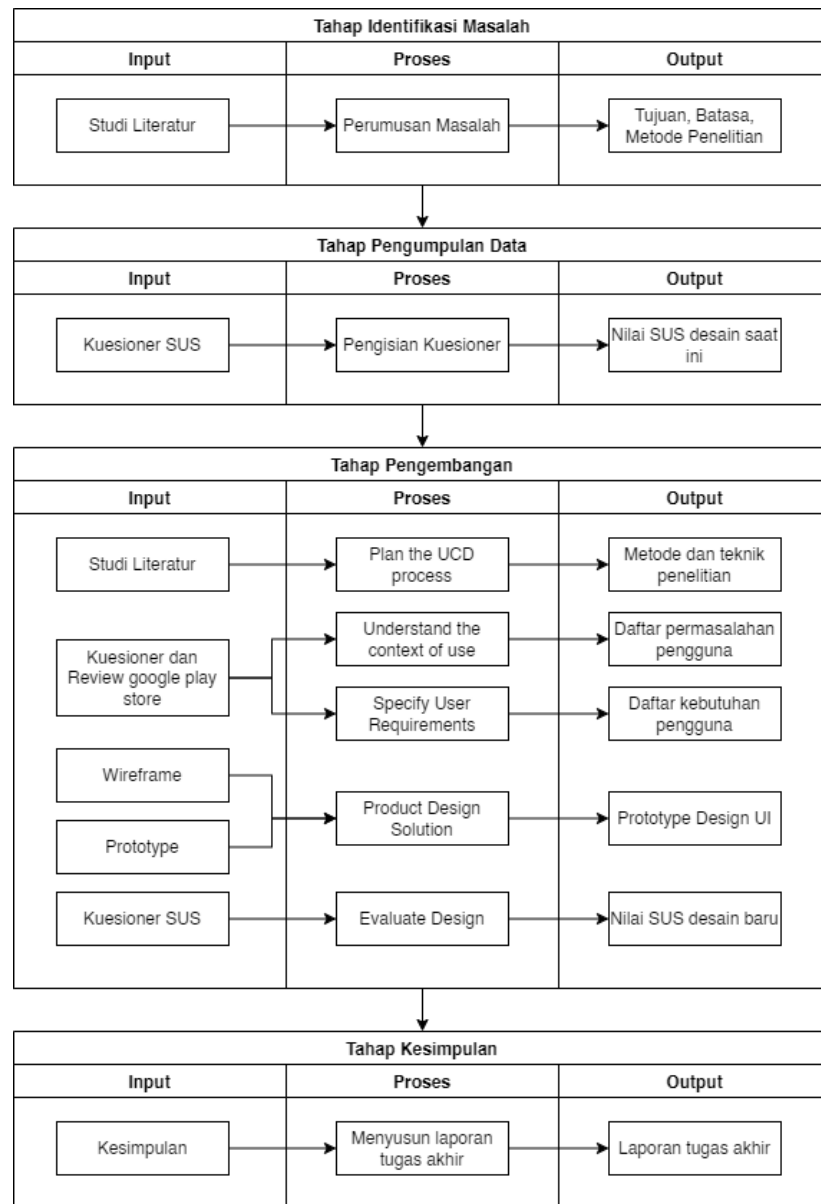 Tahap Identifikasi Masalah
Input
Proses
Output
Studi Literatur
Perumusan Masalah
Tujuan, Batasa,
Metode Penelitian
Tahap Pengumpulan Data
Input
Proses
Output
Kuesioner SUS
Pengisian Kuesioner
Nilai SUS desain saat
ini
Tahap Pengembangan
Input
Proses
Output
Studi Literatur
Plan the UCD
process
Metode dan teknik
penelitian
Kuesioner dan
Review google play
store
Understand the
context of use
Daftar permasalahan
pengguna
Specify User
Requirements
Daftar kebutuhan
pengguna
Wireframe
Prototype
Product Design
Solution
Prototype Design UI
Kuesioner SUS
Evaluate Design
Nilai SUS desain baru
Tahap Kesimpulan
Input
Proses
Output
Kesimpulan
Menyusun laporan
tugas akhir
Laporan tugas akhir